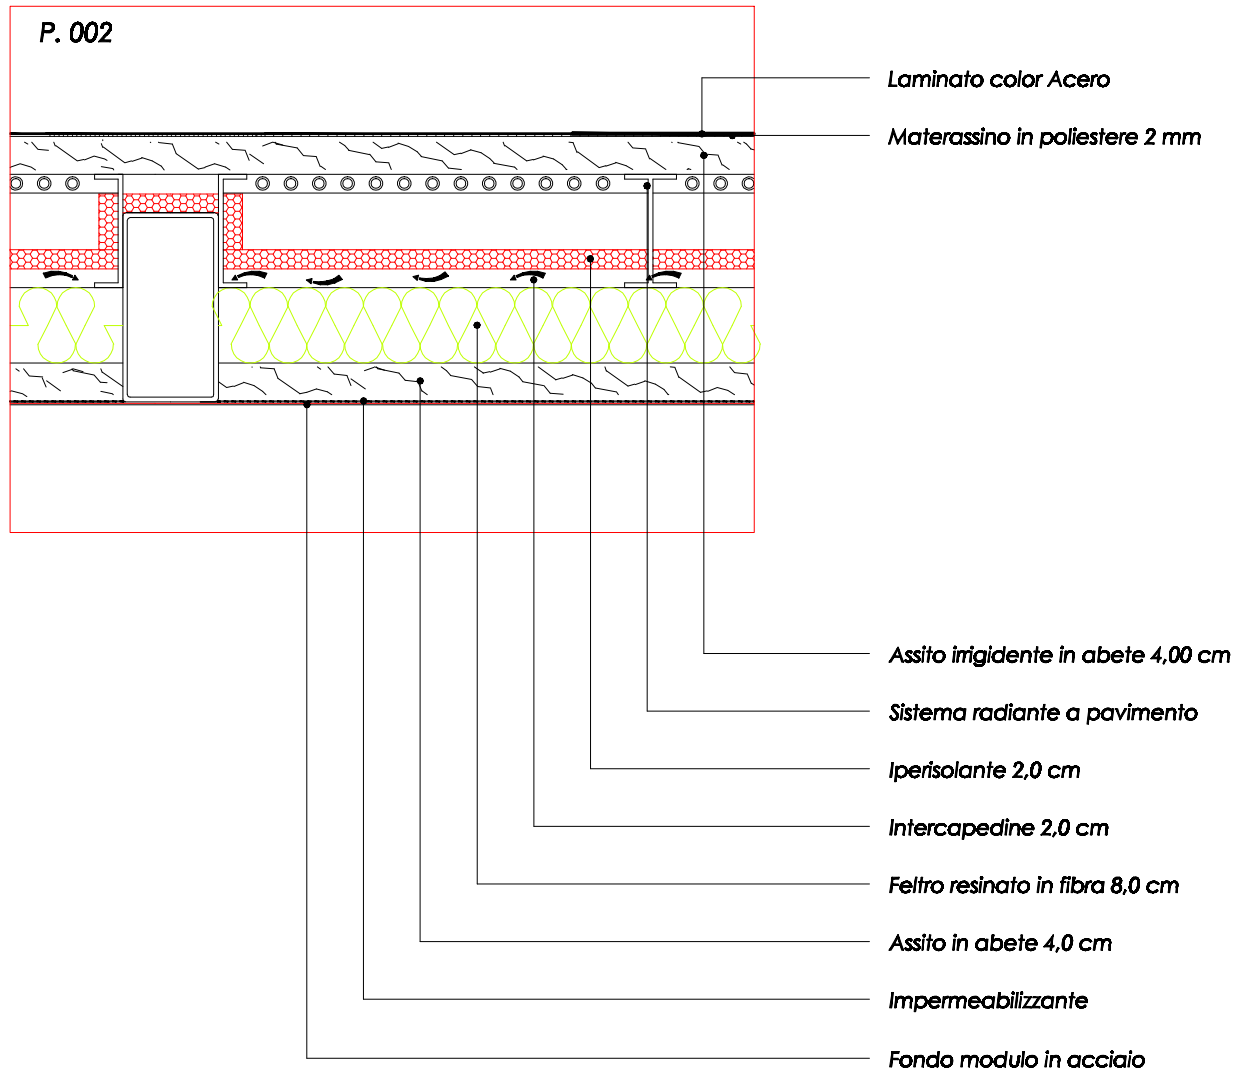 P. 002
Laminato color Acero
Materassino in poliestere 2 mm
Assito irrigidente in abete 4,00 cm
Sistema radiante a pavimento
Iperisolante 2,0 cm
Intercapedine 2,0 cm
Feltro resinato in fibra 8,0 cm
Assito in abete 4,0 cm
Impermeabilizzante
Fondo modulo in acciaio